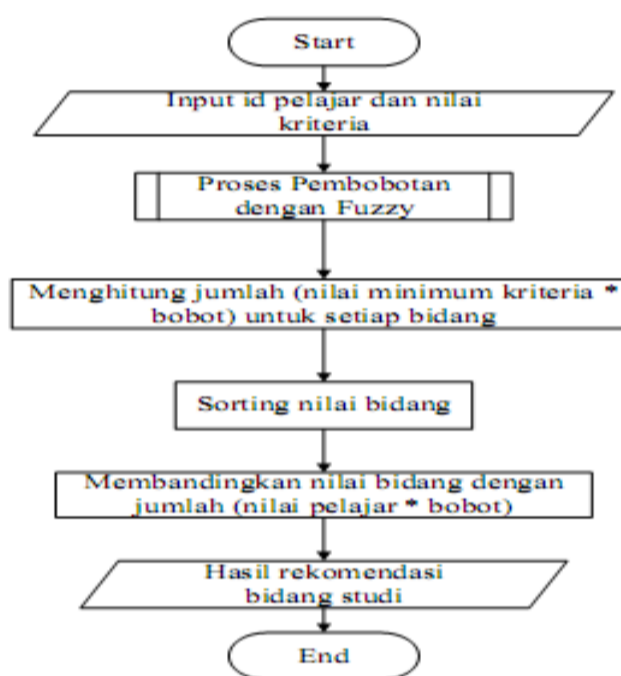 Start
Input id pelajar dan nilai
kriteria
Proses Pembobotan
dengan Fuzzy
Menghitung jumlah (nilai minimum kriteria *
bobot) untuk setiap bidang
Sorting nilai bidang
Membandingkan nilai bidang dengan
jumlah (nilai pelajar * bobot)
Hasil rekomendasi
bidang studi
End